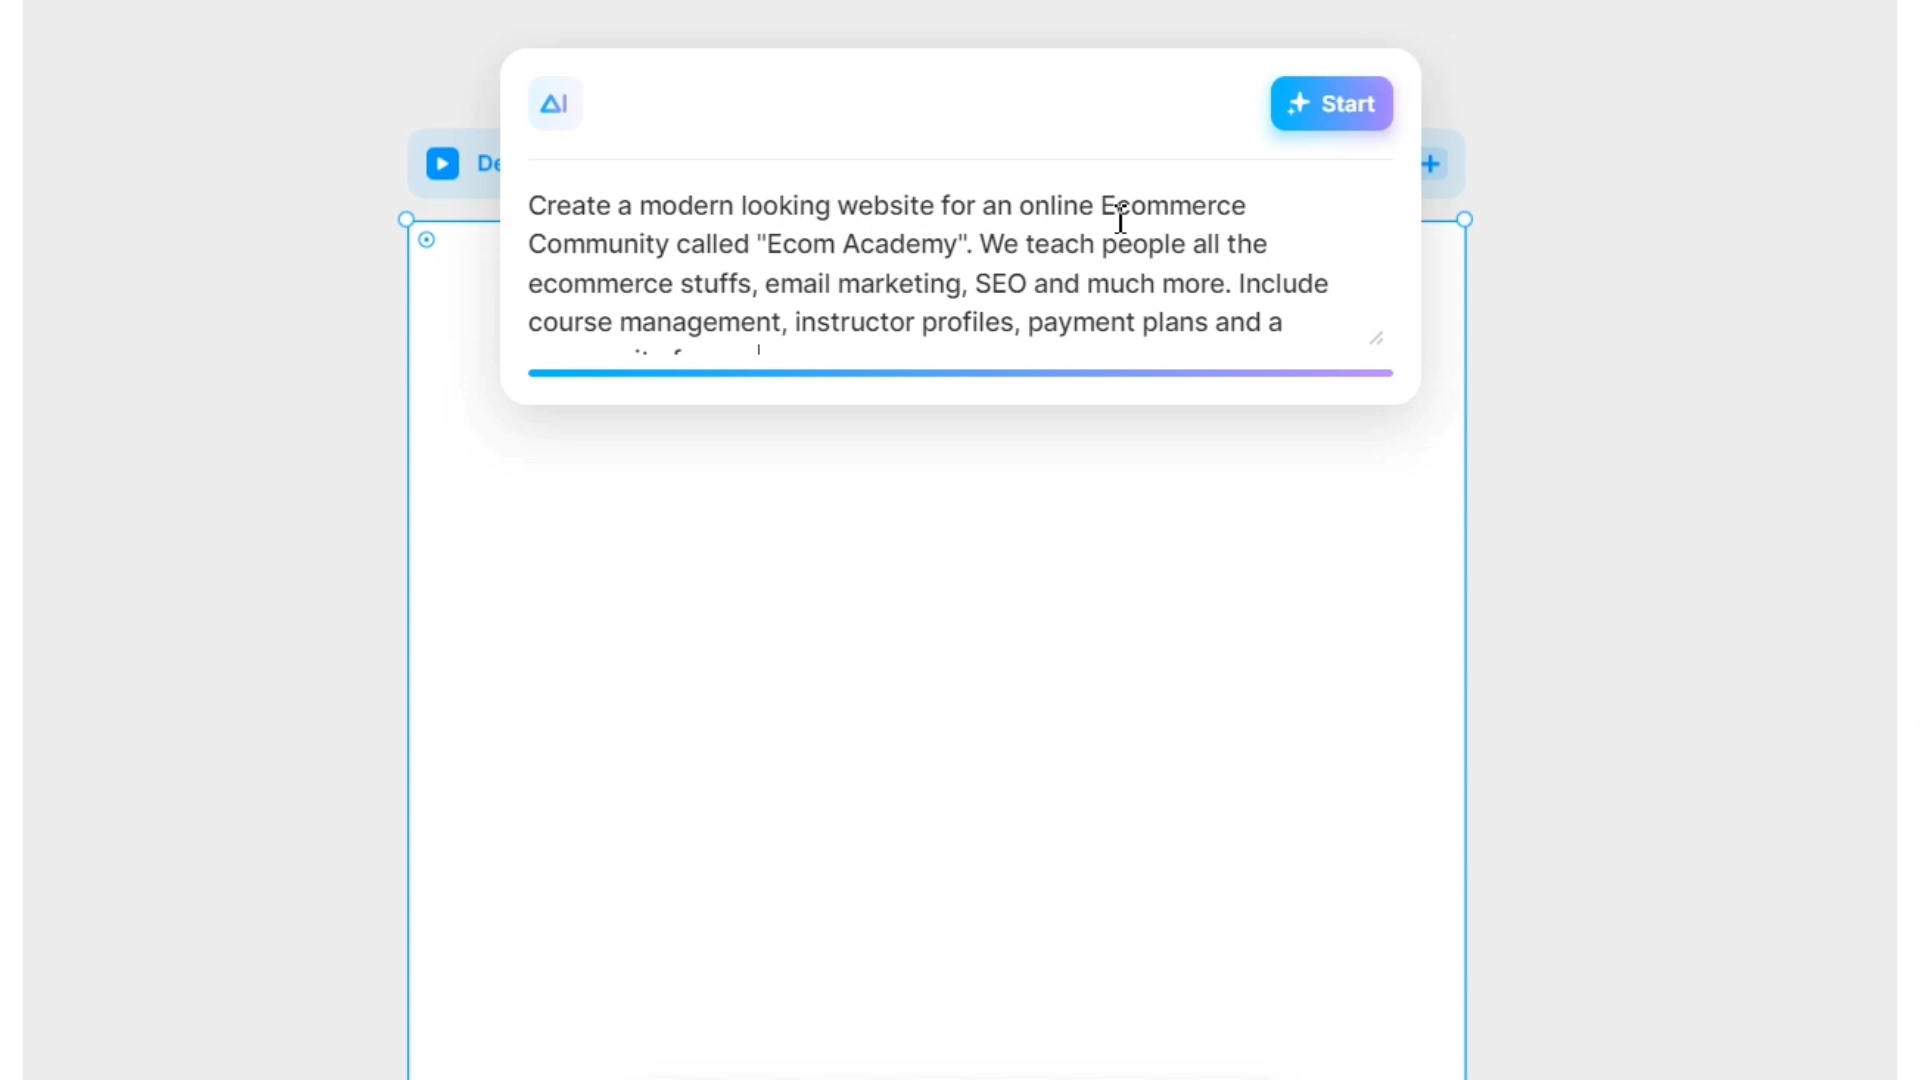 AI
Start
De
Create a modern looking website for an online Ecommerce
Community called "Ecom Academy". We teach people all the
ecommerce stuffs, email marketing, SEO and much more. Include
course management, instructor profiles, payment plans and a